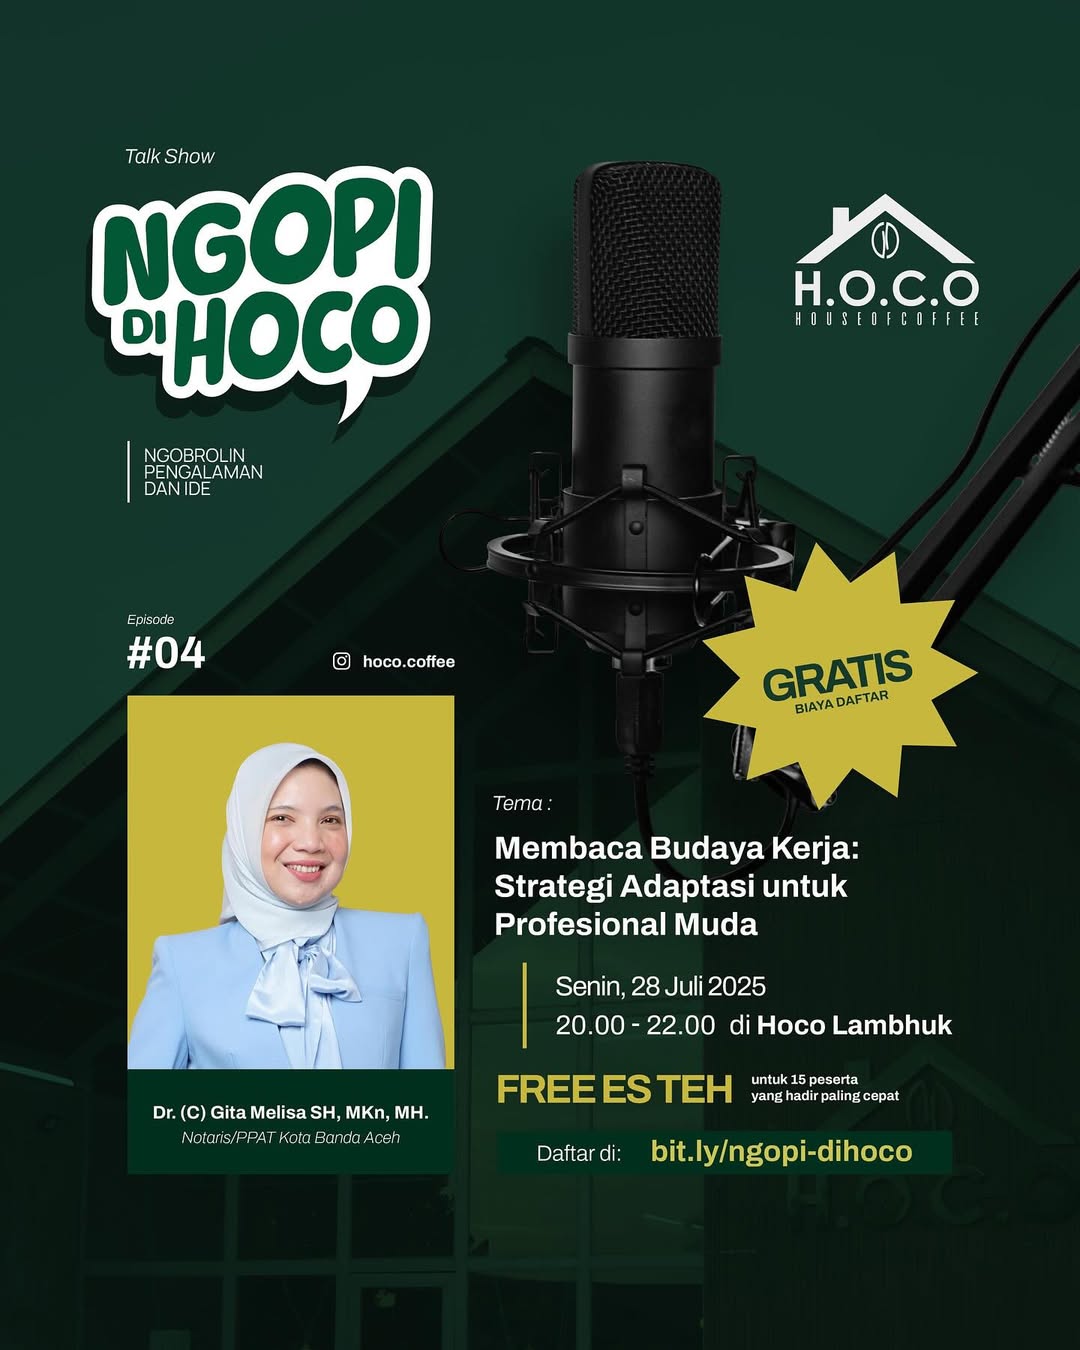 Talk Show
NGOPI
DI HOCO
NGOBROLIN
PENGALAMAN
DAN IDE
H.O.C.O
HOUSEOFCOFFEE
Episode
#04
hoco.coffee
GRATIS
BIAYA DAFTAR
Tema :
Membaca Budaya Kerja:
Strategi Adaptasi untuk
Profesional Muda
Senin, 28 Juli 2025
20.00 - 22.00 di Hoco Lambhuk
FREE ES TEH
untuk 15 peserta
yang hadir paling cepat
Daftar di: bit.ly/ngopi-dihoco
Dr. (C) Gita Melisa SH, MKn, MH.
Notaris/PPAT Kota Banda Aceh
H.O.C.O